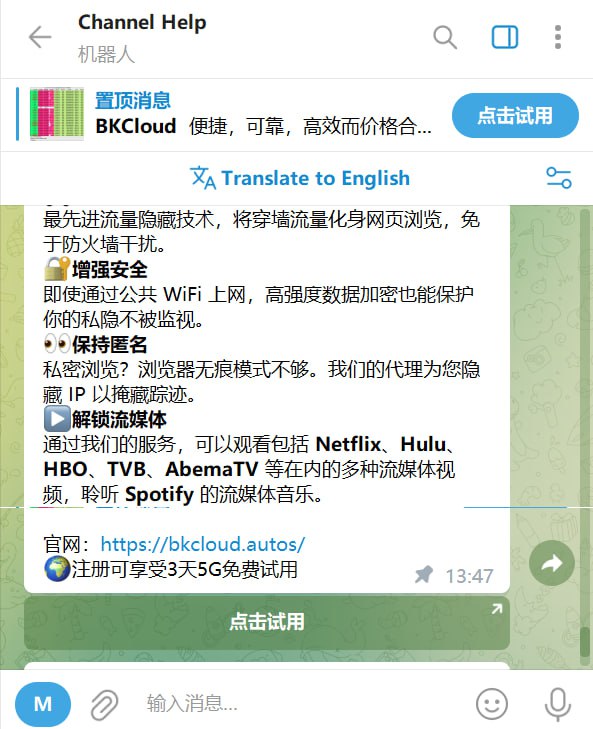 Channel Help
机器人
置顶消息
BKCloud 便捷，可靠，高效而价格合...
点击试用
Translate to English
最先进流量隐藏技术，将穿墙流量化身网页浏览，免
于防火墙干扰。
🔐增强安全
即使通过公共 WiFi 上网，高强度数据加密也能保护
你的私隐不被监视。
👀保持匿名
私密浏览？浏览器无痕模式不够。我们的代理为您隐
藏 IP 以掩藏踪迹。
▶️解锁流媒体
通过我们的服务，可以观看包括 Netflix、Hulu、
HBO、TVB、AbemaTV 等在内的多种流媒体视
频，聆听 Spotify 的流媒体音乐。
官网：https://bkcloud.autos/
🌍注册可享受3天5G免费试用
13:47
点击试用
M
输入消息...